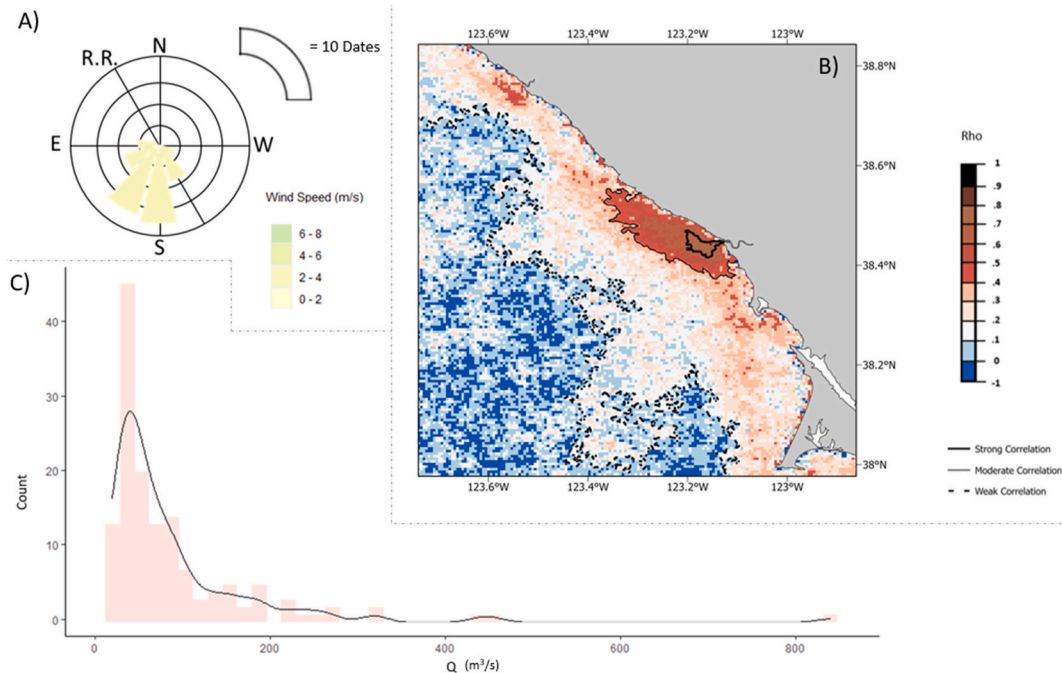 A)
N
R.R.
E
W
S
= 10 Dates
Wind Speed (m/s)
6 - 8
4 - 6
2 - 4
0 - 2
B)
123.6°W 123.4°W 123.2°W 123°W
38.8°N
38.6°N
38.4°N
38.2°N
38°N
123.6°W 123.4°W 123.2°W 123°W
Rho
1
.9
.8
.7
.6
.5
.4
.3
.2
.1
0
-1
Strong Correlation
Moderate Correlation
Weak Correlation
C)
Count
40
30
20
10
0
0 200 400 600 800
Q (m³/s)